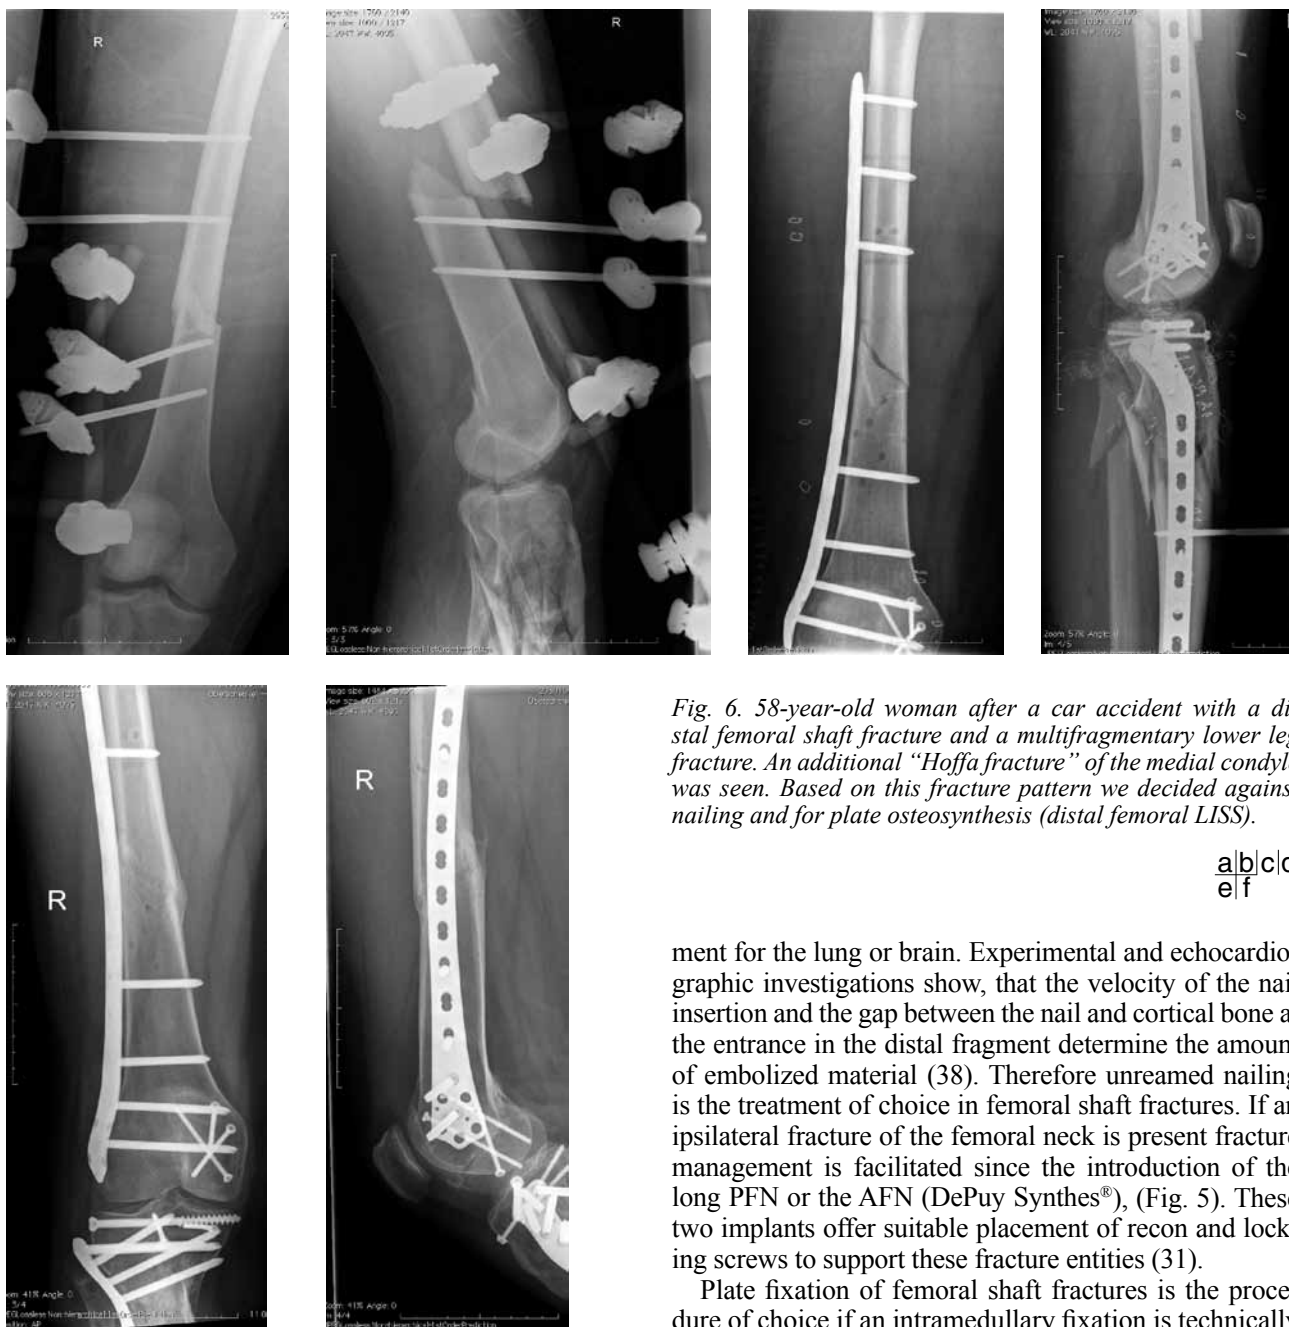 R
R
R
R
Fig. 6. 58-year-old woman after a car accident with a di
stal femoral shaft fracture and a multifragmentary lower leg
fracture. An additional “Hoffa fracture” of the medial condyl
was seen. Based on this fracture pattern we decided agains
nailing and for plate osteosynthesis (distal femoral LISS).
a|b|c|d
e|f
ment for the lung or brain. Experimental and echocardio
graphic investigations show, that the velocity of the nai
insertion and the gap between the nail and cortical bone a
the entrance in the distal fragment determine the amoun
of embolized material (38). Therefore unreamed nailing
is the treatment of choice in femoral shaft fractures. If an
ipsilateral fracture of the femoral neck is present fracture
management is facilitated since the introduction of the
long PFN or the AFN (DePuy Synthes®), (Fig. 5). These
two implants offer suitable placement of recon and lock
ing screws to support these fracture entities (31).
Plate fixation of femoral shaft fractures is the proce
dure of choice if an intramedullary fixation is technically